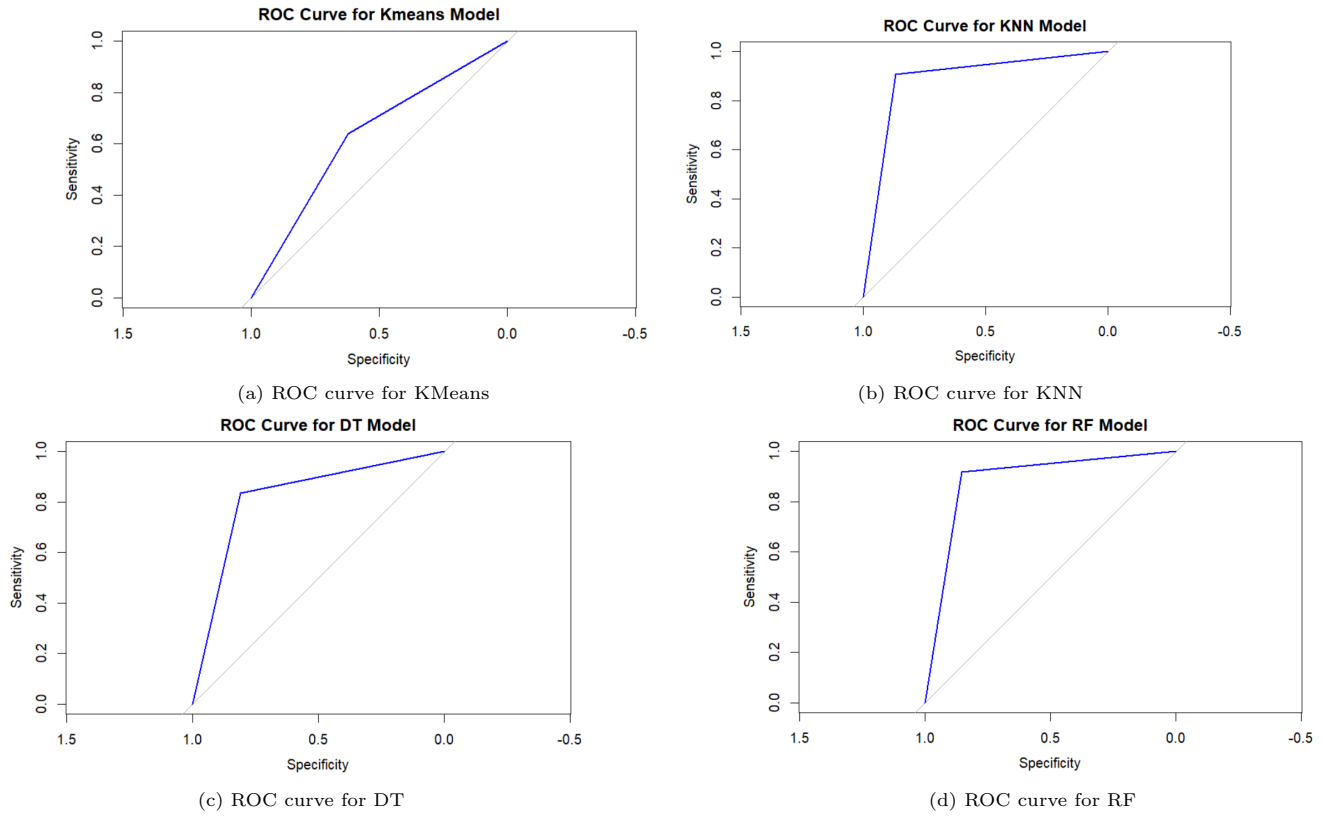 ROC Curve for Kmeans Model
Sensitivity
0.0 0.2 0.4 0.6 0.8 1.0
1.5 1.0 0.5 0.0 -0.5
Specificity
(a) ROC curve for KMeans
ROC Curve for KNN Model
Sensitivity
0.0 0.2 0.4 0.6 0.8 1.0
1.5 1.0 0.5 0.0 -0.5
Specificity
(b) ROC curve for KNN
ROC Curve for DT Model
Sensitivity
0.0 0.2 0.4 0.6 0.8 1.0
1.5 1.0 0.5 0.0 -0.5
Specificity
(c) ROC curve for DT
ROC Curve for RF Model
Sensitivity
0.0 0.2 0.4 0.6 0.8 1.0
1.5 1.0 0.5 0.0 -0.5
Specificity
(d) ROC curve for RF